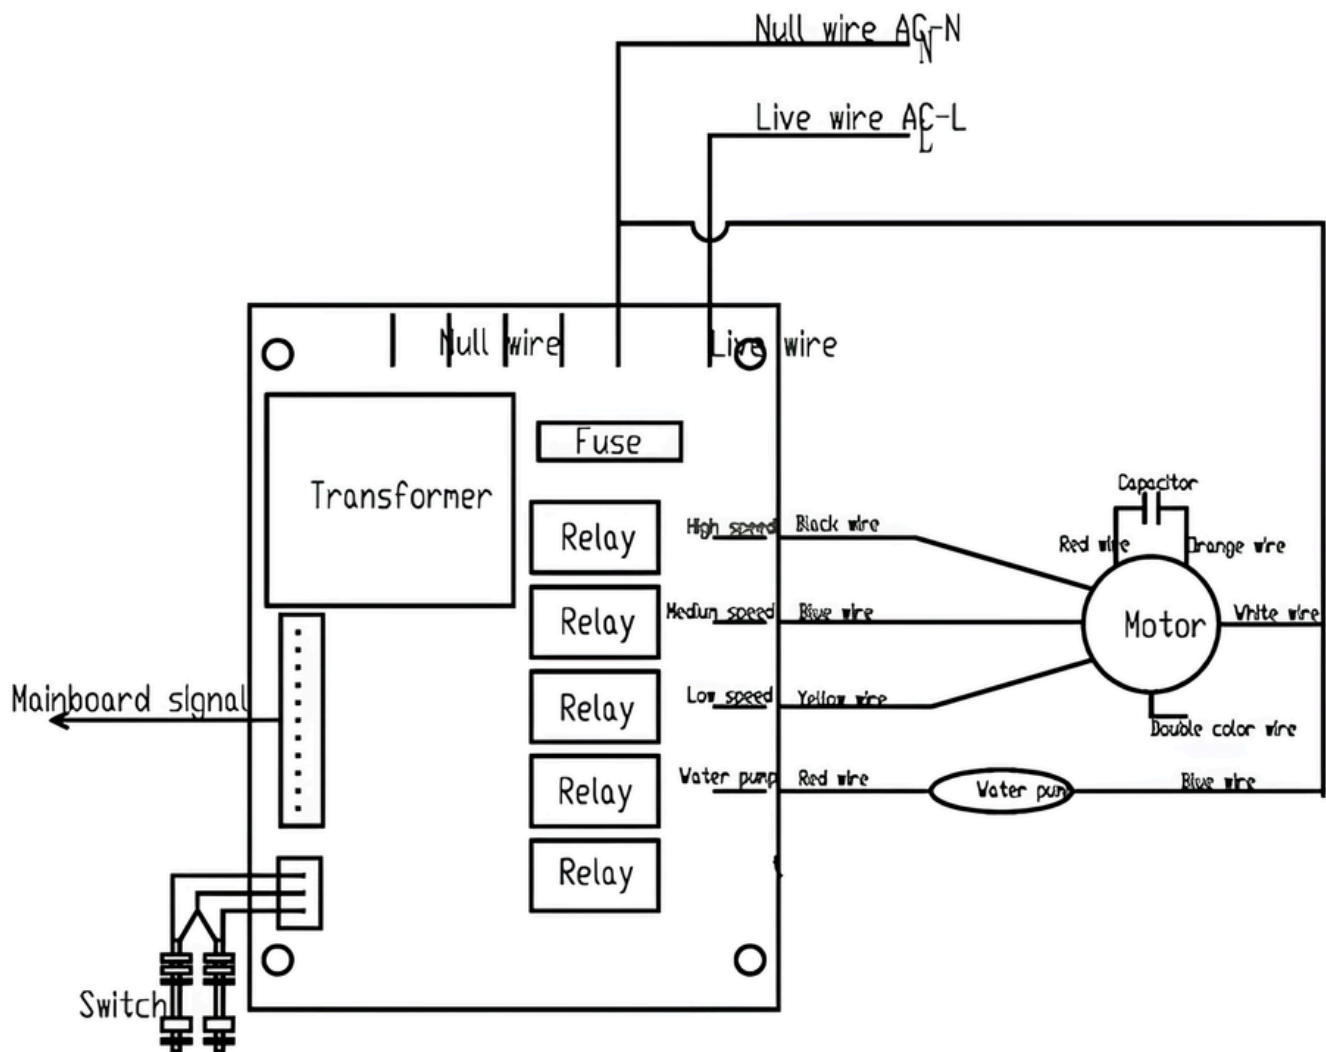 Null wire AC-N
N
Live wire AC-L
L
Null wire
Live wire
Fuse
Transformer
Relay
Relay
Relay
Relay
Relay
High speed
Black wire
Medium speed
Blue wire
Low speed
Yellow wire
Water pump
Red wire
Capacitor
Red wire
Orange wire
Motor
White wire
Double color wire
Water pum
Blue wire
Mainboard signal
Switch